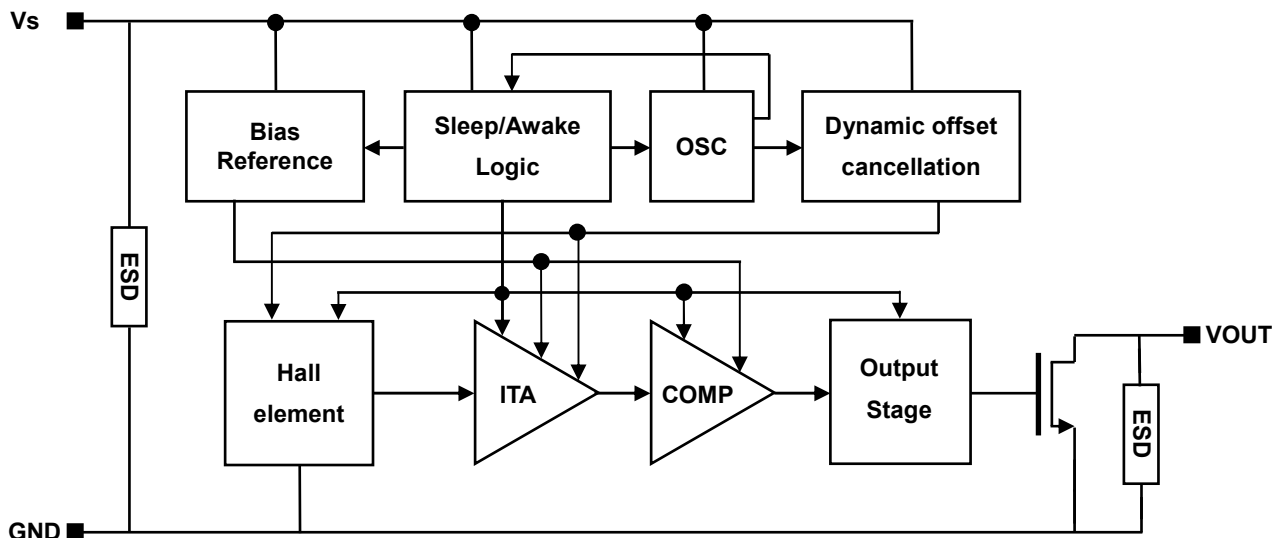 Vs
Bias
Reference
Sleep/Awake
Logic
OSC
Dynamic offset
cancellation
ESD
Hall
element
ITA
COMP
Output
Stage
VOUT
ESD
GND